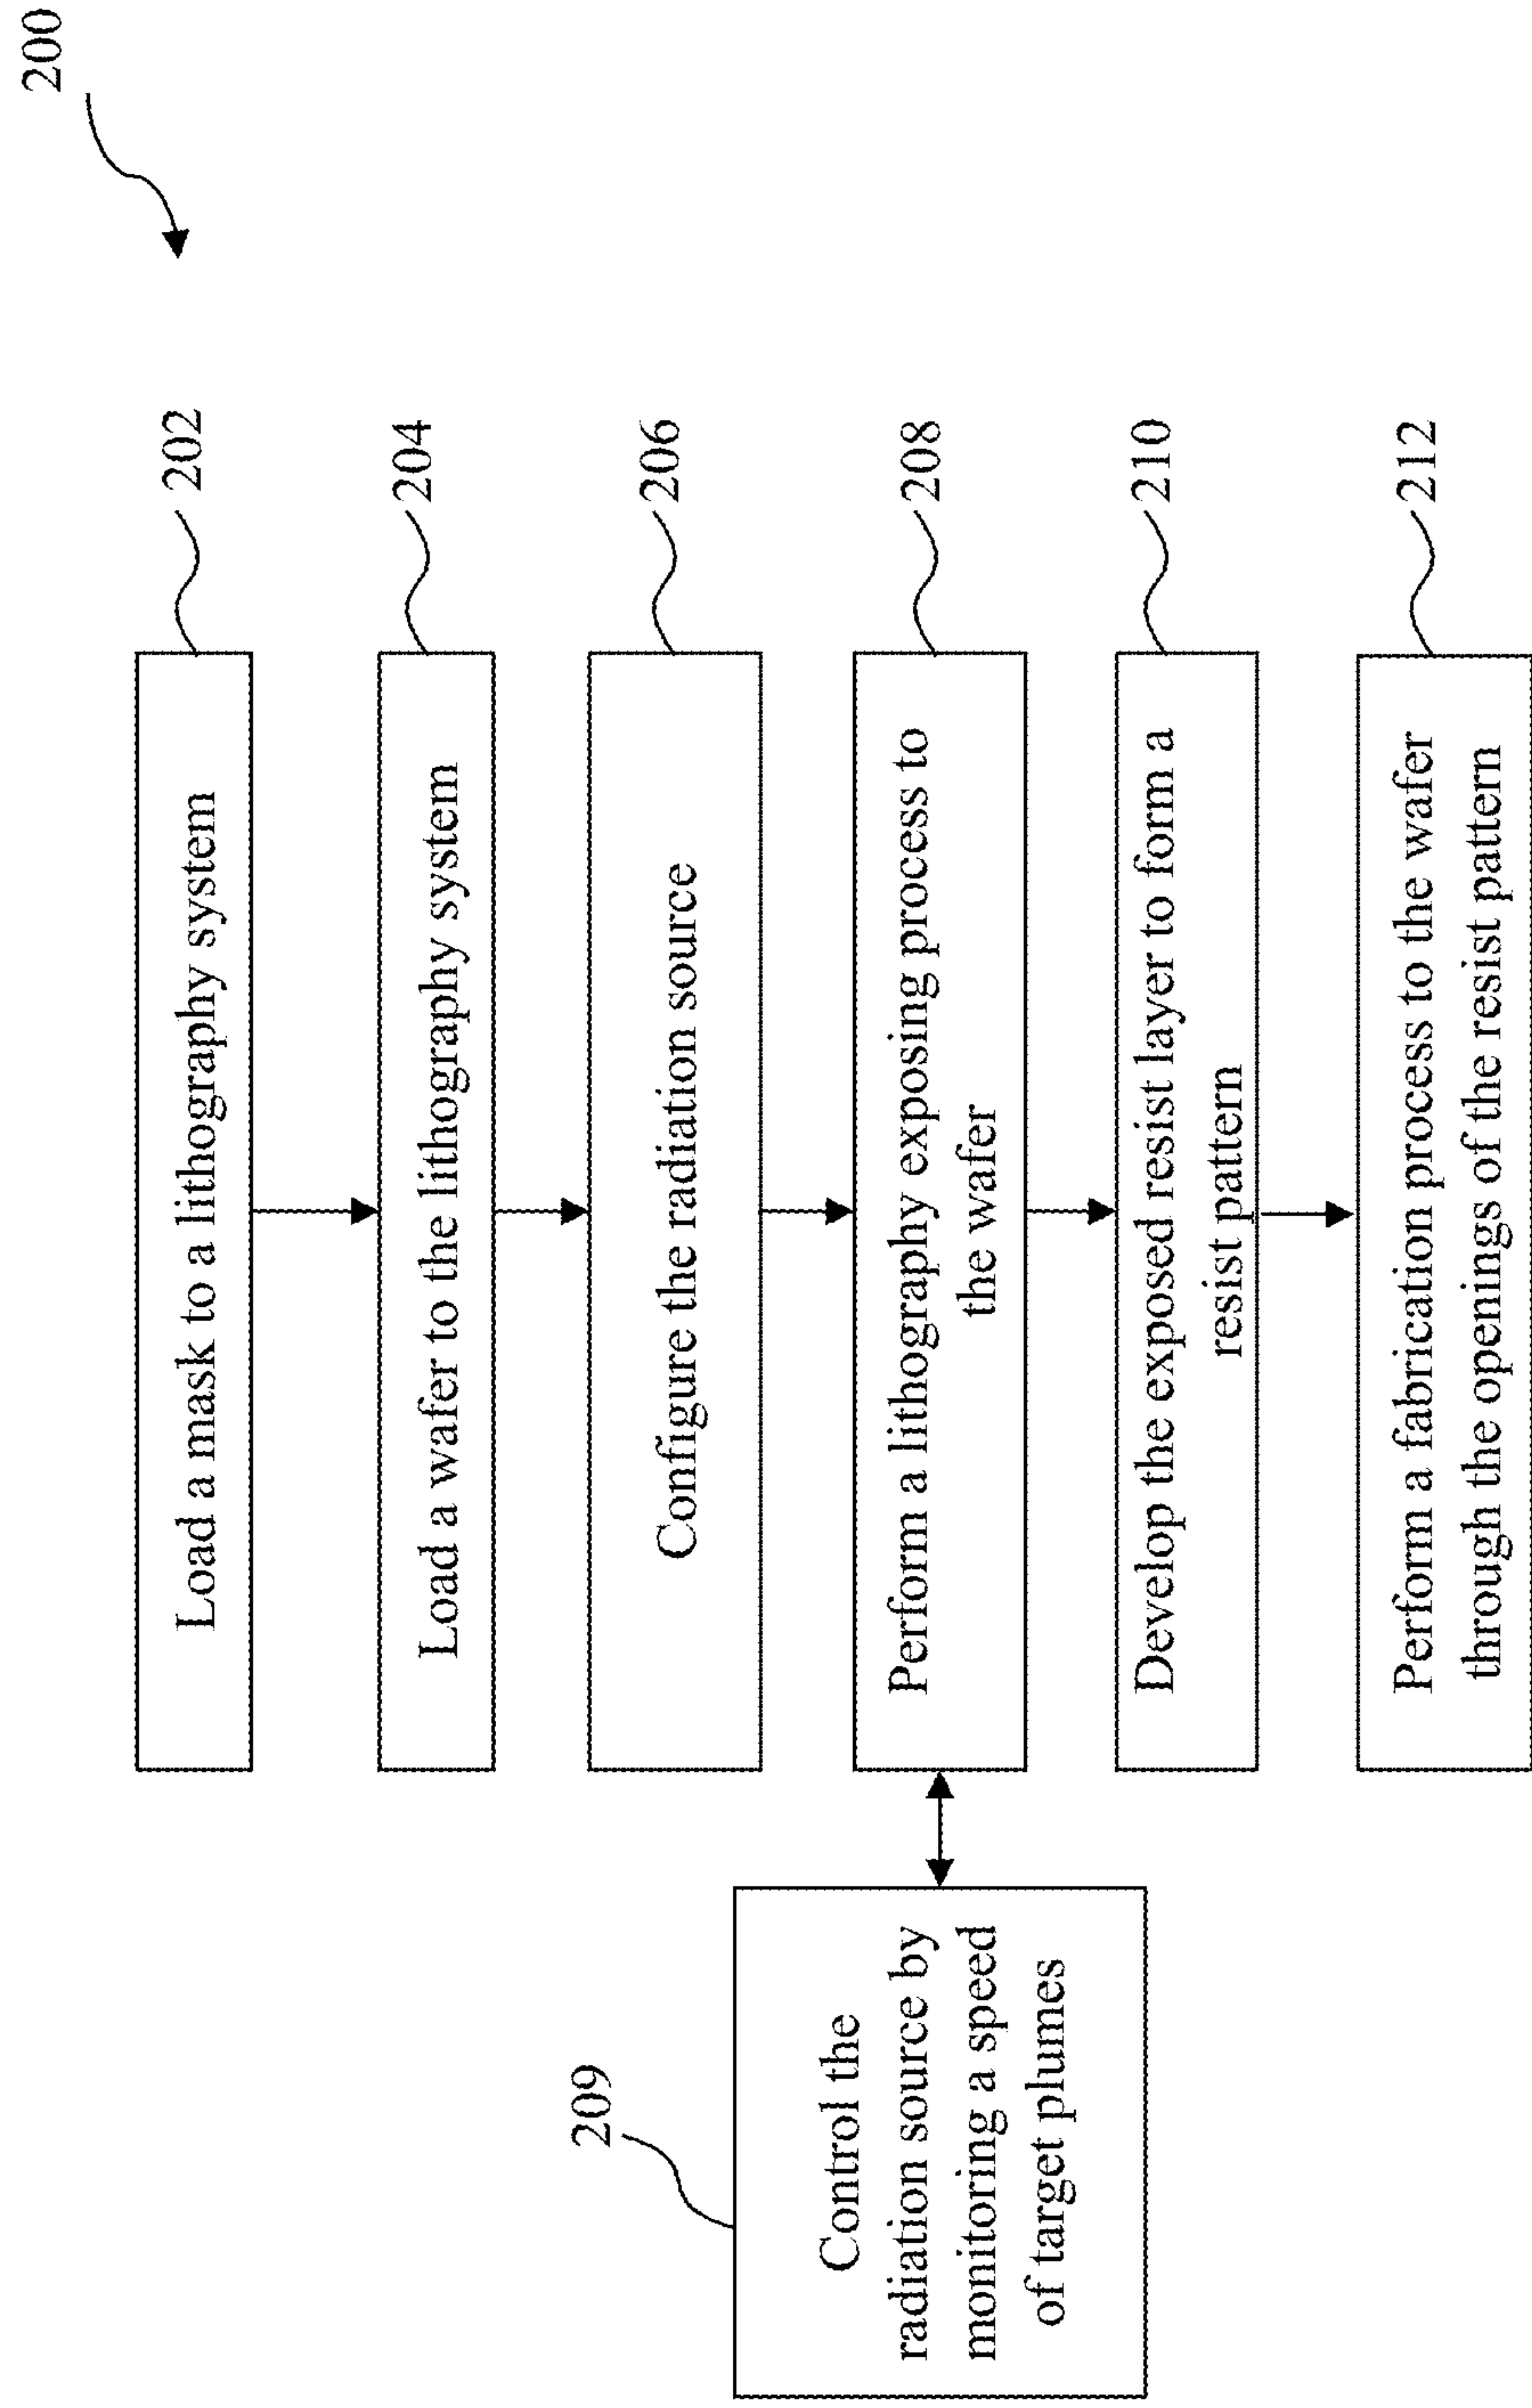 200
Load a mask to a lithography system
202
Load a wafer to the lithography system
204
Configure the radiation source
206
Perform a lithography exposing process to
the wafer
208
Control the
radiation source by
monitoring a speed
of target plumes
209
Develop the exposed resist layer to form a
resist pattern
210
Perform a fabrication process to the wafer
through the openings of the resist pattern
212